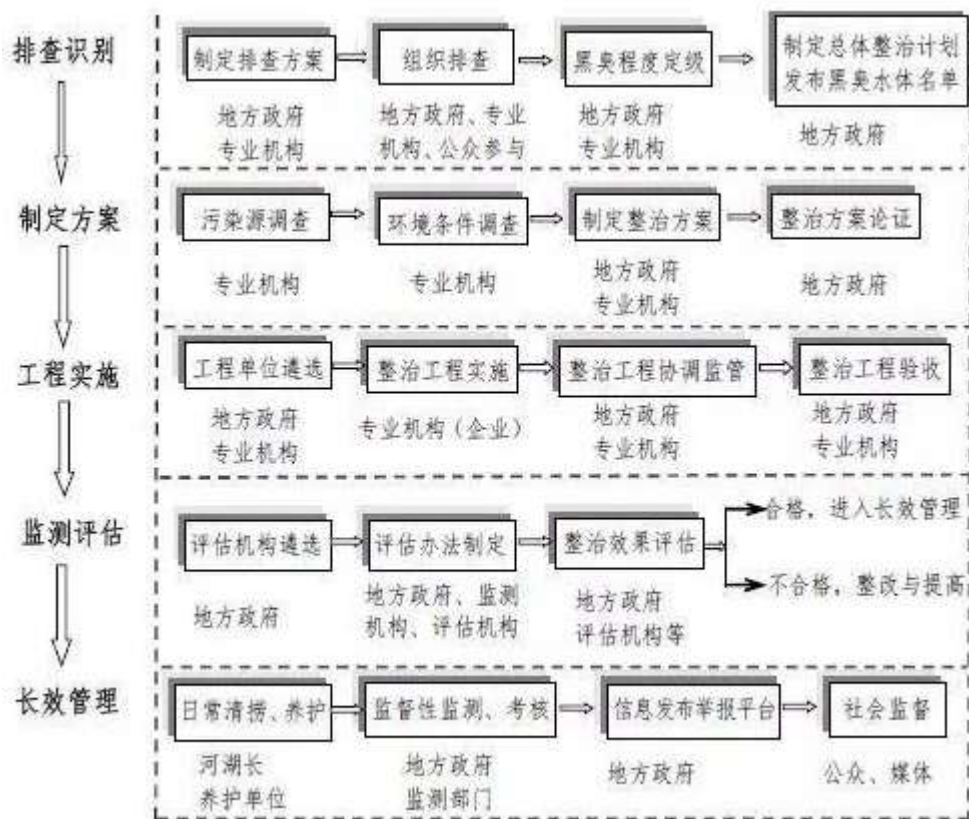 排查识别
制定排查方案
组织排查
黑臭程度定级
制定总体整治计划
发布黑臭水体名单
地方政府
专业机构
地方政府、专业
机构、公众参与
地方政府
专业机构
地方政府
制定方案
污染源调查
环境条件调查
制定整治方案
整治方案论证
专业机构
专业机构
地方政府
专业机构
地方政府
工程实施
工程单位遴选
整治工程实施
整治工程协调监管
整治工程验收
地方政府
专业机构
专业机构（企业）
地方政府
专业机构
地方政府
专业机构
监测评估
评估机构遴选
评估办法制定
整治效果评估
合格，进入长效管理
不合格，整改与提高
地方政府
地方政府、监测
机构、评估机构
地方政府
评估机构等
长效管理
日常清捞、养护
监督性监测、考核
信息发布举报平台
社会监督
河湖长
养护单位
地方政府
监测部门
地方政府
公众、媒体